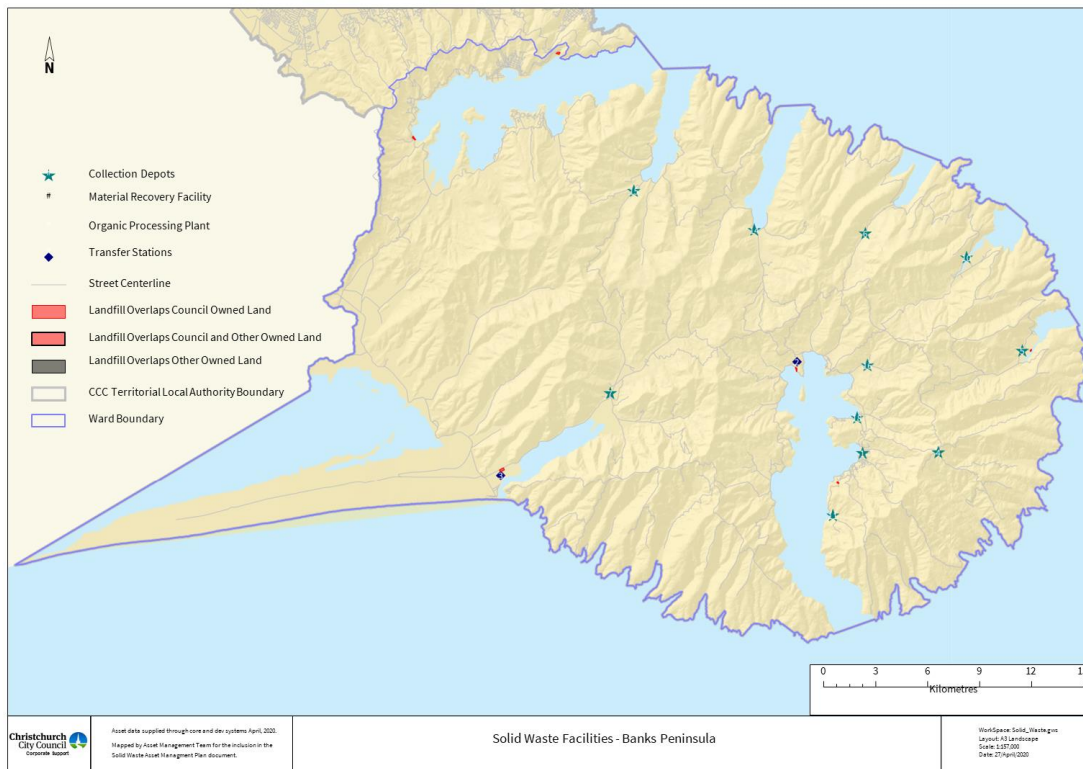 N
Collection Depots
# Material Recovery Facility
Organic Processing Plant
Transfer Stations
Street Centerline
Landfill Overlaps Council Owned Land
Landfill Overlaps Council and Other Owned Land
Landfill Overlaps Other Owned Land
CCC Territorial Local Authority Boundary
Ward Boundary
0 3 6 9 12
Kilometres
Christchurch
City Council
Corporate Support
Asset data supplied through core and dev systems April, 2020.
Mapped by Asset Management Team for the inclusion in the
Solid Waste Asset Managment Plan document.
Solid Waste Facilities - Banks Peninsula
WorkSpace: Solid_Waste.gws
Layout: A3 Landscape
Scale: 1:157,000
Date: 27/April/2020